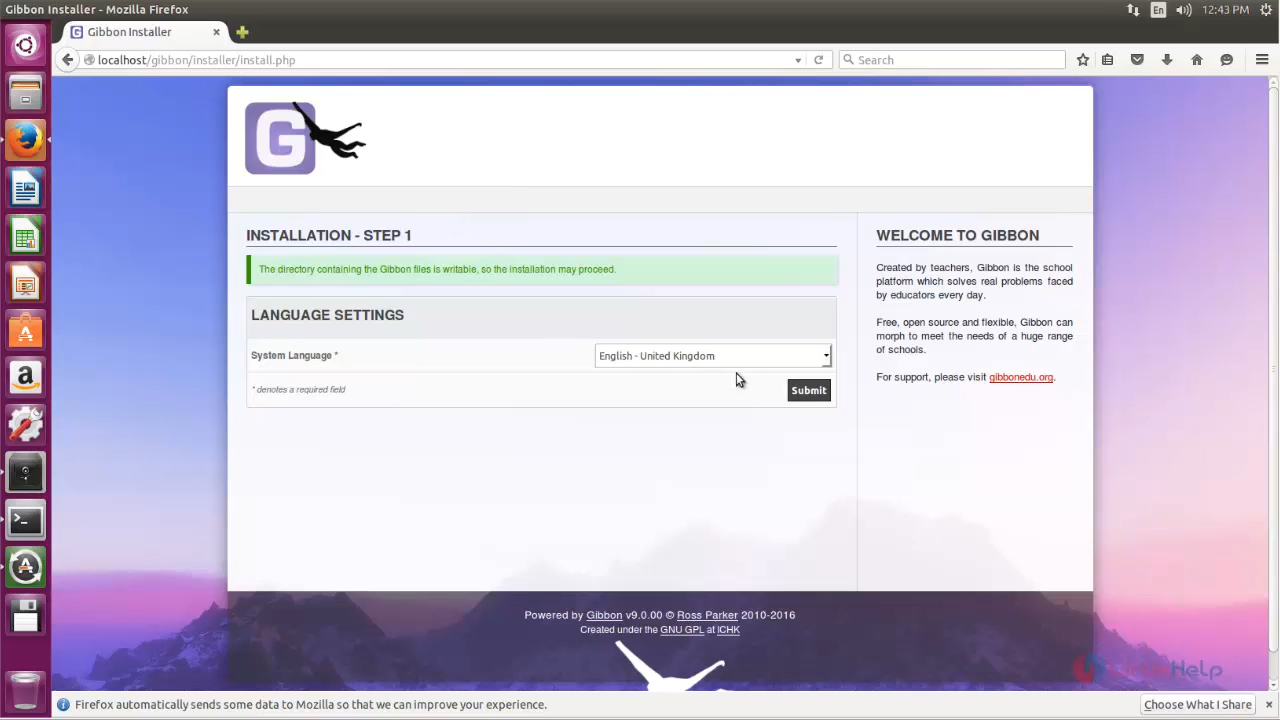 Gibbon Installer - Mozilla Firefox
En
12:43 PM
Gibbon Installer
localhost/gibbon/installer/install.php
Search
G
INSTALLATION - STEP 1
The directory containing the Gibbon files is writable, so the installation may proceed.
LANGUAGE SETTINGS
System Language *
English - United Kingdom
* denotes a required field
Submit
WELCOME TO GIBBON
Created by teachers, Gibbon is the school
platform which solves real problems faced
by educators every day.
Free, open source and flexible, Gibbon can
morph to meet the needs of a huge range
of schools.
For support, please visit gibbonedu.org.
Powered by Gibbon v9.0.00 © Ross Parker 2010-2016
Created under the GNU GPL at ICHK
Firefox automatically sends some data to Mozilla so that we can improve your experience.
Choose What I Share